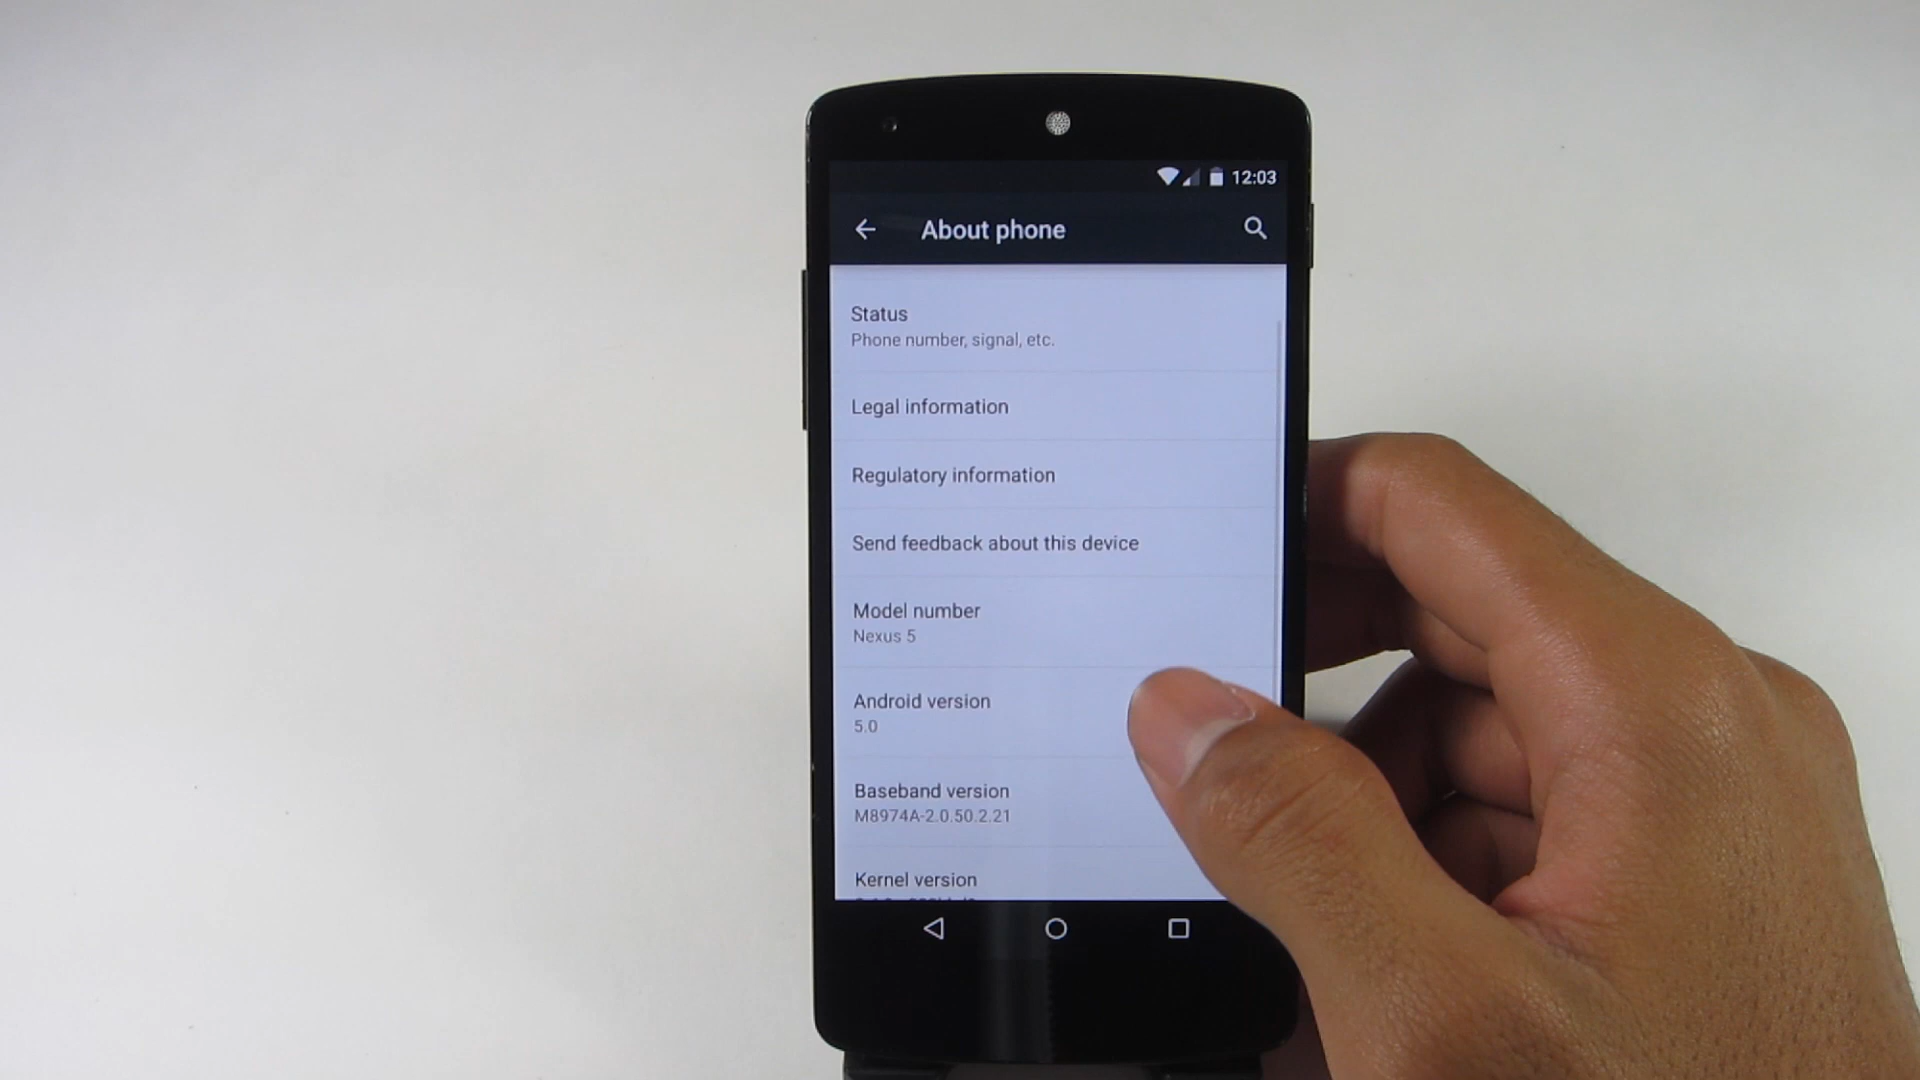 12:03
About phone
Status
Phone number, signal, etc.
Legal information
Regulatory information
Send feedback about this device
Model number
Nexus 5
Android version
5.0
Baseband version
M8974A-2.0.50.2.21
Kernel version